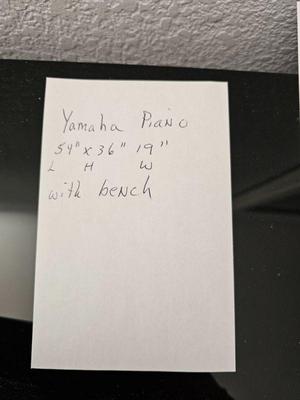 Yamaha Piano
54" x 36" 19"
L H W
with bench